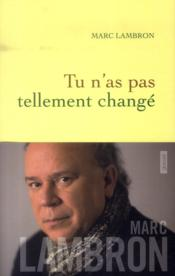 MARC LAMBRON
Tu n'as pas
tellement changé
MARC
LAMBRON